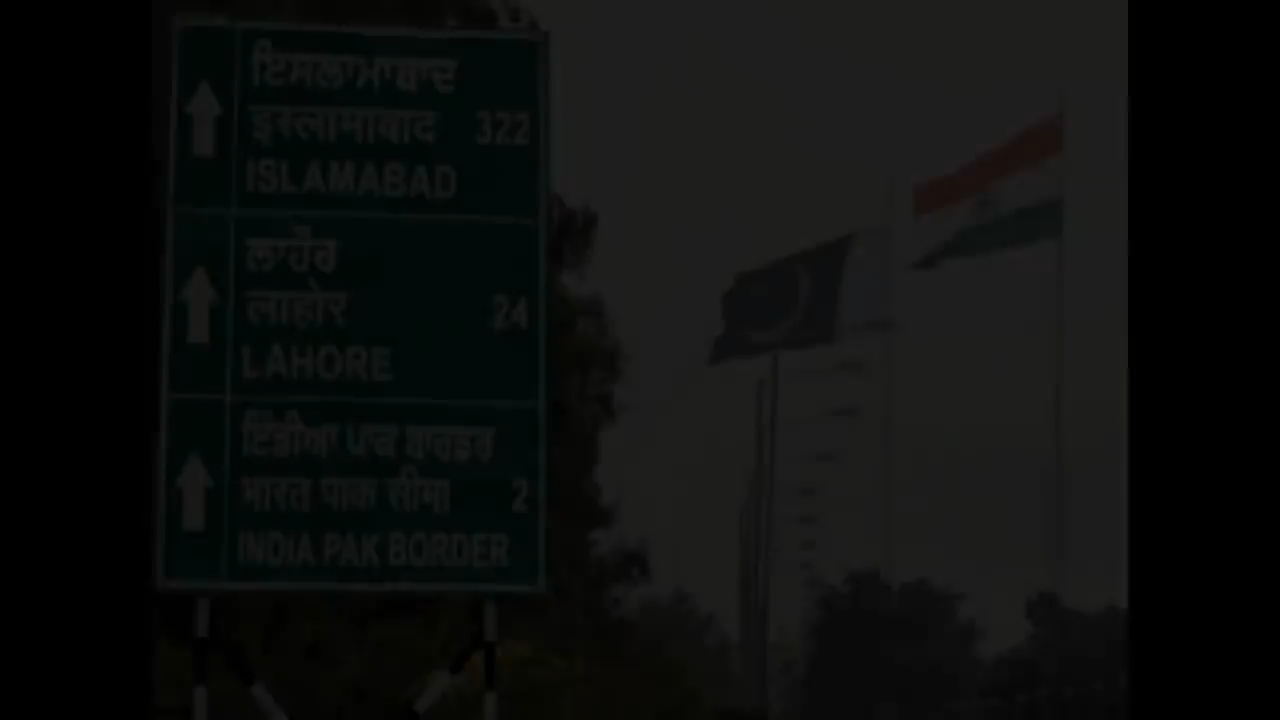 ਇਸਲਾਮਾਬਾਦ
इस्लामाबाद 322
ISLAMABAD
ਲਾਹੌਰ
लाहोर 24
LAHORE
ਇੰਡੀਆ ਪਾਕ ਬਾਰਡਰ
भारत पाक सीमा 2
INDIA PAK BORDER